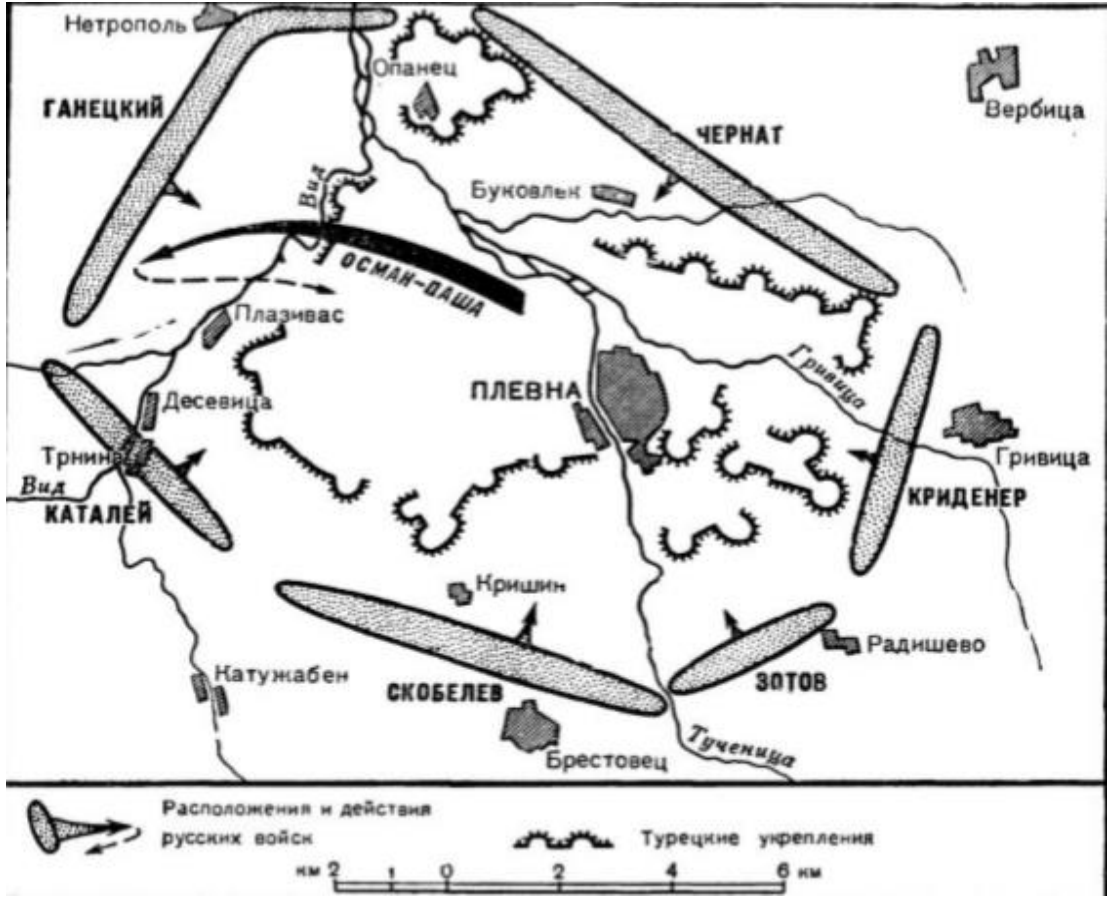 Нетрополь
Опанец
ГАНЕЦКИЙ
ЧЕРНАТ
Вербица
Буковлек
Вид
ОСМАН-ПАША
Плазивас
Гривица
ПЛЕВНА
Десевица
Трнина
Вид
Гривица
КАТАЛЕЙ
КРИДЕНЕР
Кришин
Радишево
Катужабен
СКОБЕЛЕВ
ЗОТОВ
Брестовец
Тученица
Расположения и действия
русских войск
Турецкие укрепления
км 2 0 2 4 6 км